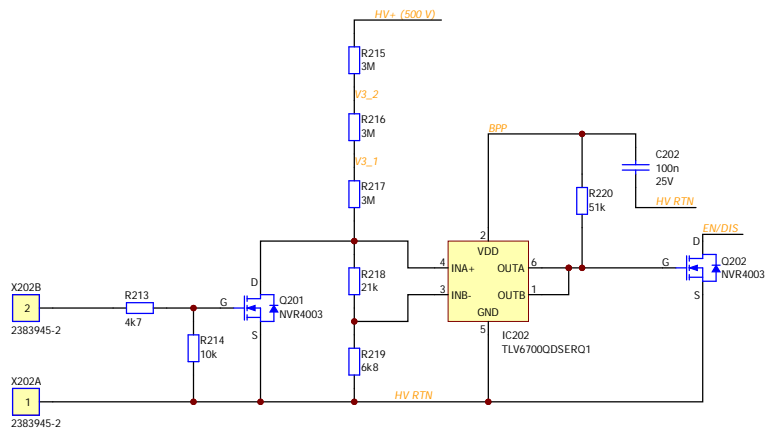 HV+ (500 V)
R215
3M
V3_2
R216
3M
V3_1
R217
3M
BPP
C202
100n
25V
HV RTN
R220
51k
EN/DIS
D
Q202
NVR4003
G
S
2
VDD
4
INA+
OUTA
6
3
INB-
OUTB
1
GND
5
IC202
TLV6700QDSERQ1
R218
21k
R219
6k8
D
Q201
NVR4003
G
S
X202B
2
2383945-2
R213
4k7
R214
10k
X202A
1
2383945-2
HV RTN